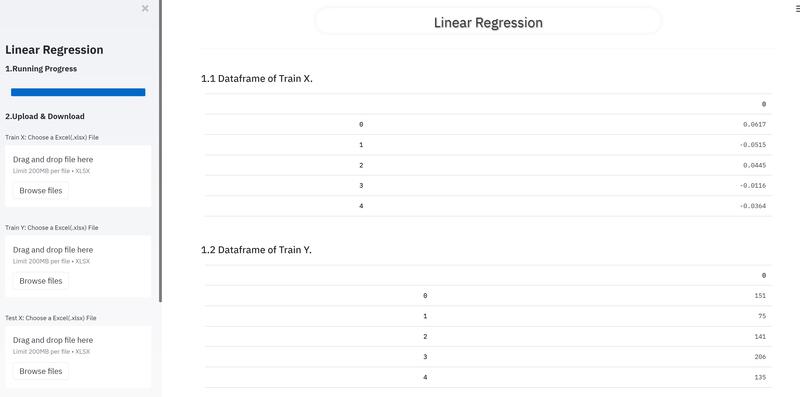 ×
Linear Regression
1.Running Progress
2.Upload & Download
Train X: Choose a Excel(.xlsx) File
Drag and drop file here
Limit 200MB per file • XLSX
Browse files
Train Y: Choose a Excel(.xlsx) File
Drag and drop file here
Limit 200MB per file • XLSX
Browse files
Test X: Choose a Excel(.xlsx) File
Drag and drop file here
Limit 200MB per file • XLSX
Browse files
Linear Regression
1.1 Dataframe of Train X.
0
0 0.0617
1 -0.0515
2 0.0445
3 -0.0116
4 -0.0364
1.2 Dataframe of Train Y.
0
0 151
1 75
2 141
3 206
4 135